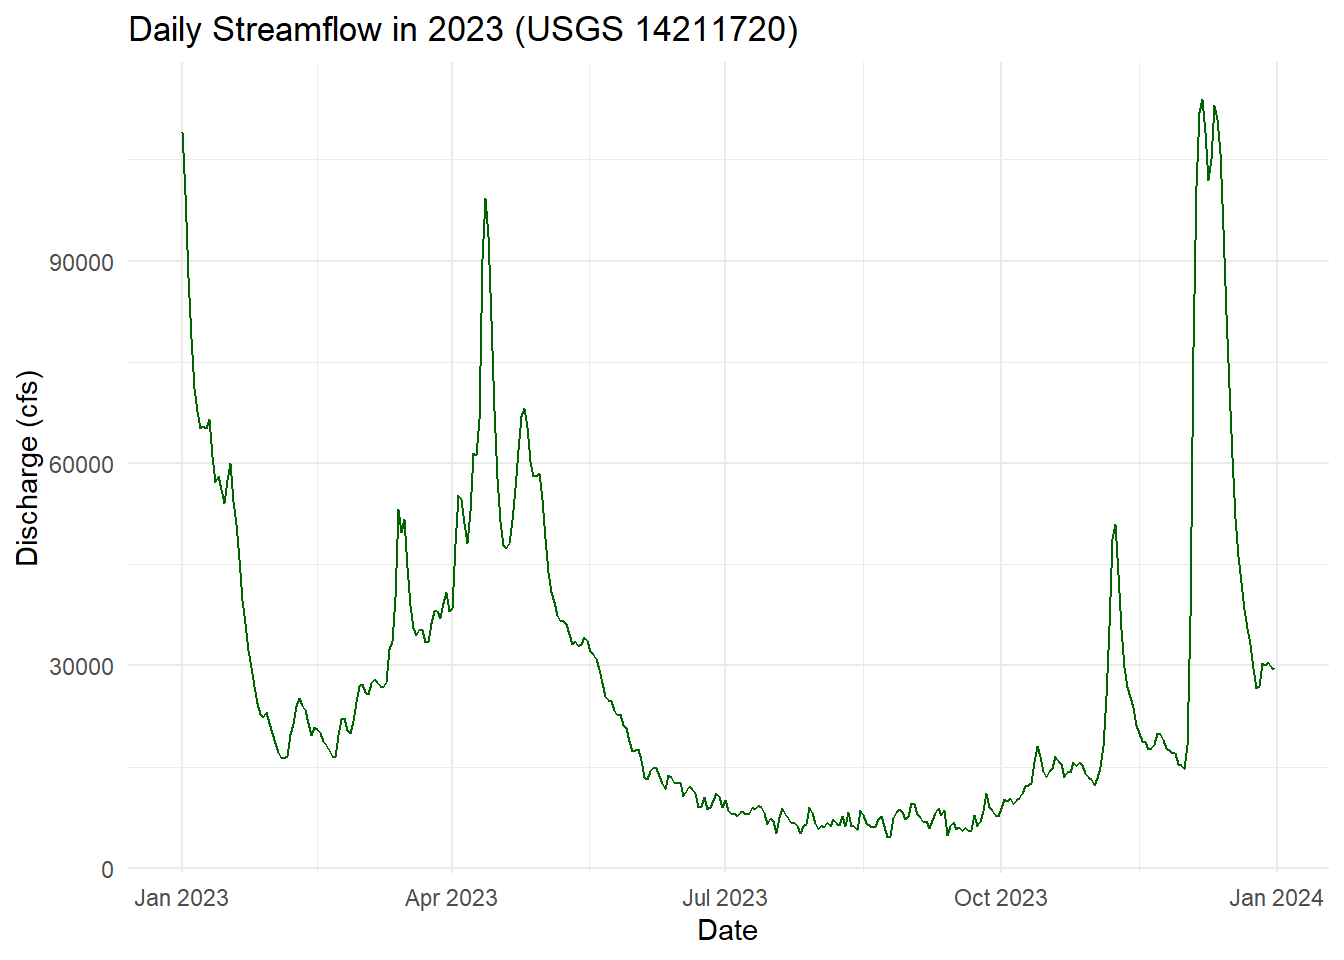 Daily Streamflow in 2023 (USGS 14211720)
Discharge (cfs)
90000
60000
30000
0
Jan 2023 Apr 2023 Jul 2023 Oct 2023 Jan 2024
Date